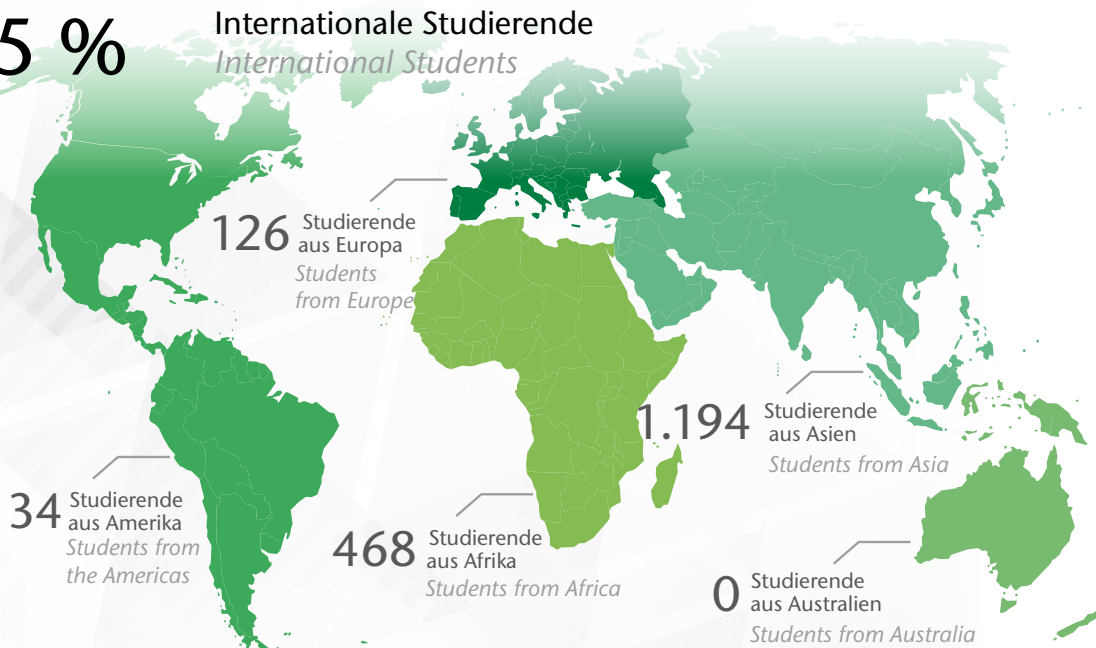 5 %
Internationale Studierende
International Students
126
Studierende
aus Europa
Students
from Europe
1.194
Studierende
aus Asien
Students from Asia
34
Studierende
aus Amerika
Students from
the Americas
468
Studierende
aus Afrika
Students from Africa
0
Studierende
aus Australien
Students from Australia